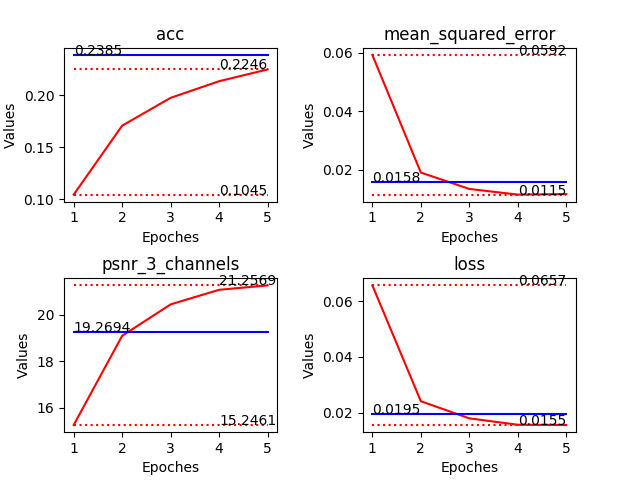 acc
0.2385
0.2246
0.1045
0.20
0.15
0.10
Values
1 2 3 4 5
Epoches
mean_squared_error
0.0592
0.0158
0.0115
0.06
0.04
0.02
Values
1 2 3 4 5
Epoches
psnr_3_channels
21.2569
19.2694
15.2461
20
18
16
Values
1 2 3 4 5
Epoches
loss
0.0657
0.0195
0.0155
0.06
0.04
0.02
Values
1 2 3 4 5
Epoches